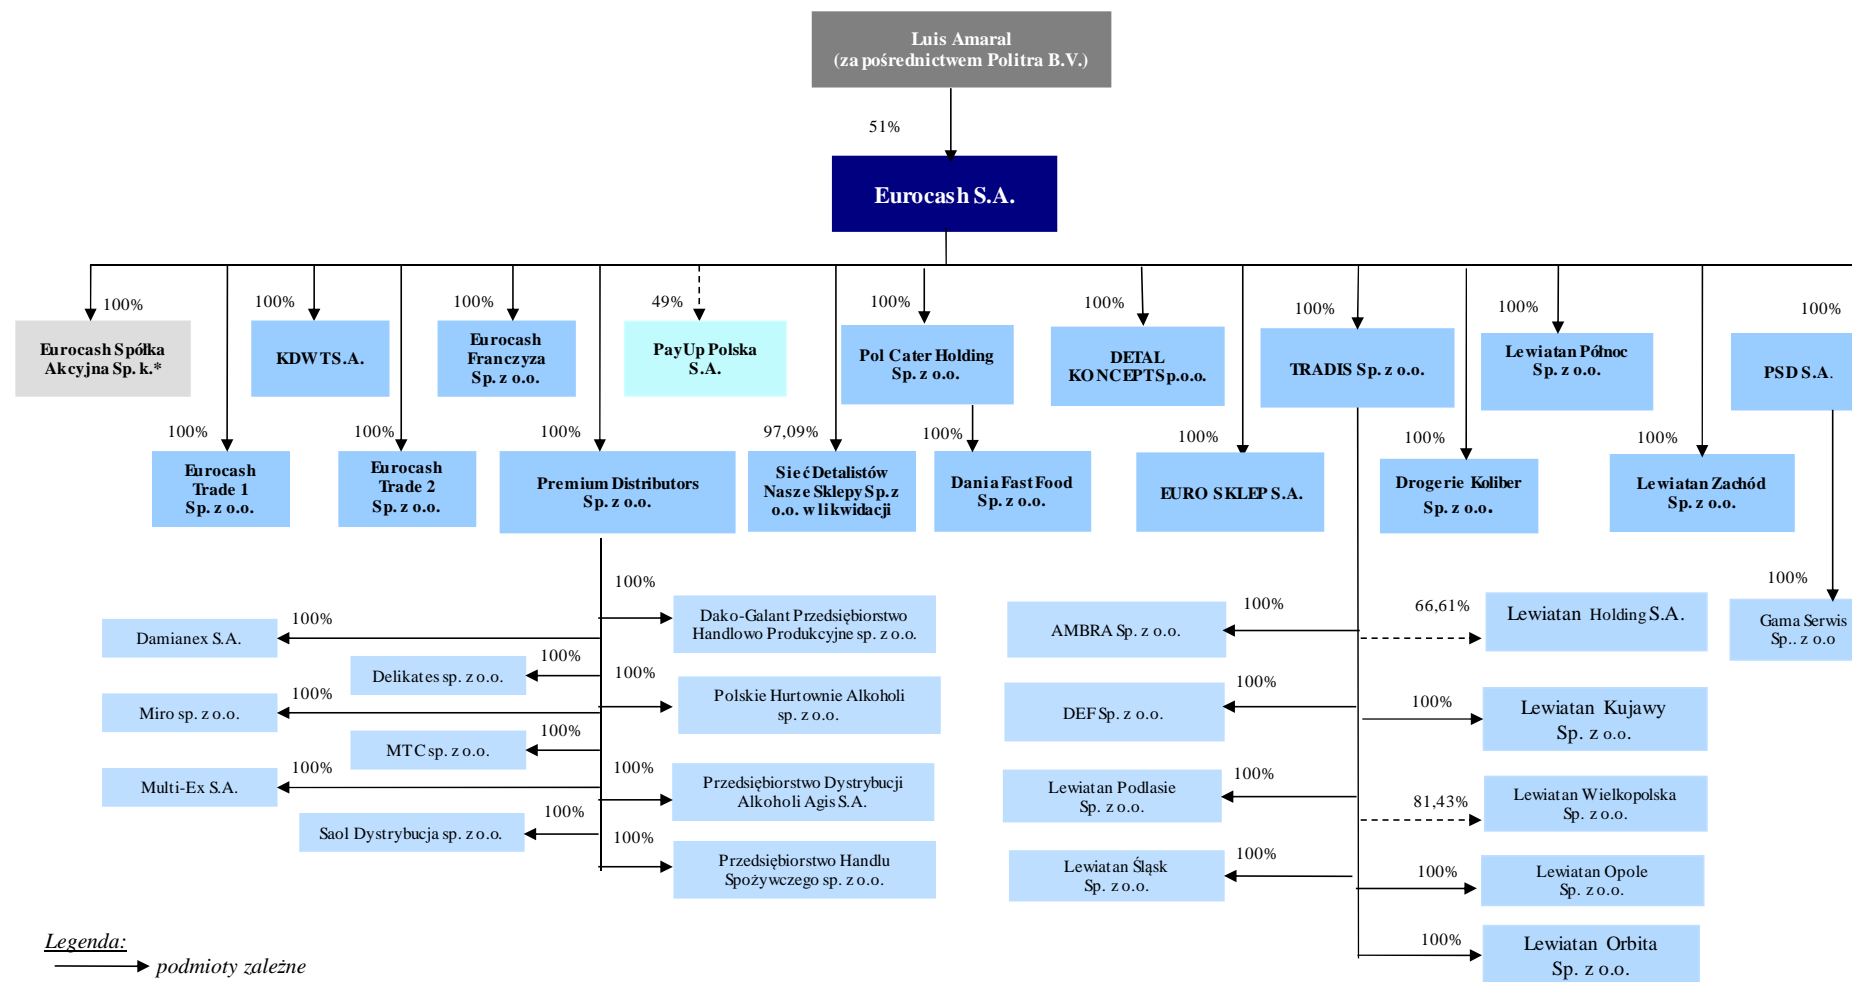 Luis Amaral
(za pośrednictwem Politra B.V.)
51%
Eurocash S.A.
100%
100%
100%
49%
100%
100%
100%
100%
100%
Eurocash Spółka
Akcyjna Sp. k.*
KDWT S.A.
Eurocash
Franczyza
Sp. z o.o.
PayUp Polska
S.A.
Pol Cater Holding
Sp. z o.o.
DETAL
KONCEPT Sp.o.o.
TRADIS Sp. z o.o.
Lewiatan Północ
Sp. z o.o.
PSD S.A.
100%
100%
100%
97,09%
100%
100%
100%
100%
Eurocash
Trade 1
Sp. z o.o.
Eurocash
Trade 2
Sp. z o.o.
Premium Distributors
Sp. z o.o.
Sieć Detalistów
Nasze Sklepy Sp. z
o.o. w likwidacji
Dania Fast Food
Sp. z o.o.
EURO SKLEP S.A.
Drogerie Koliber
Sp. z o.o.
Lewiatan Zachód
Sp. z o.o.
100%
Dako-Galant Przedsiębiorstwo
Handlowo Produkcyjne sp. z o.o.
100%
Damianex S.A.
100%
Delikates sp. z o.o.
100%
Polskie Hurtownie Alkoholi
sp. z o.o.
100%
Miro sp. z o.o.
100%
MTC sp. z o.o.
100%
Przedsiębiorstwo Dystrybucji
Alkoholi Agis S.A.
100%
Multi-Ex S.A.
100%
Saol Dystrybucja sp. z o.o.
100%
Przedsiębiorstwo Handlu
Spożywczego sp. z o.o.
100%
AMBRA Sp. z o.o.
66,61%
Lewiatan Holding S.A.
100%
Gama Serwis
Sp.. z o.o
100%
DEF Sp. z o.o.
100%
Lewiatan Kujawy
Sp. z o.o.
100%
Lewiatan Podlasie
Sp. z o.o.
81,43%
Lewiatan Wielkopolska
Sp. z o.o.
100%
Lewiatan Śląsk
Sp. z o.o.
100%
Lewiatan Opole
Sp. z o.o.
100%
Lewiatan Orbita
Sp. z o.o.
Legenda:
podmioty zależne